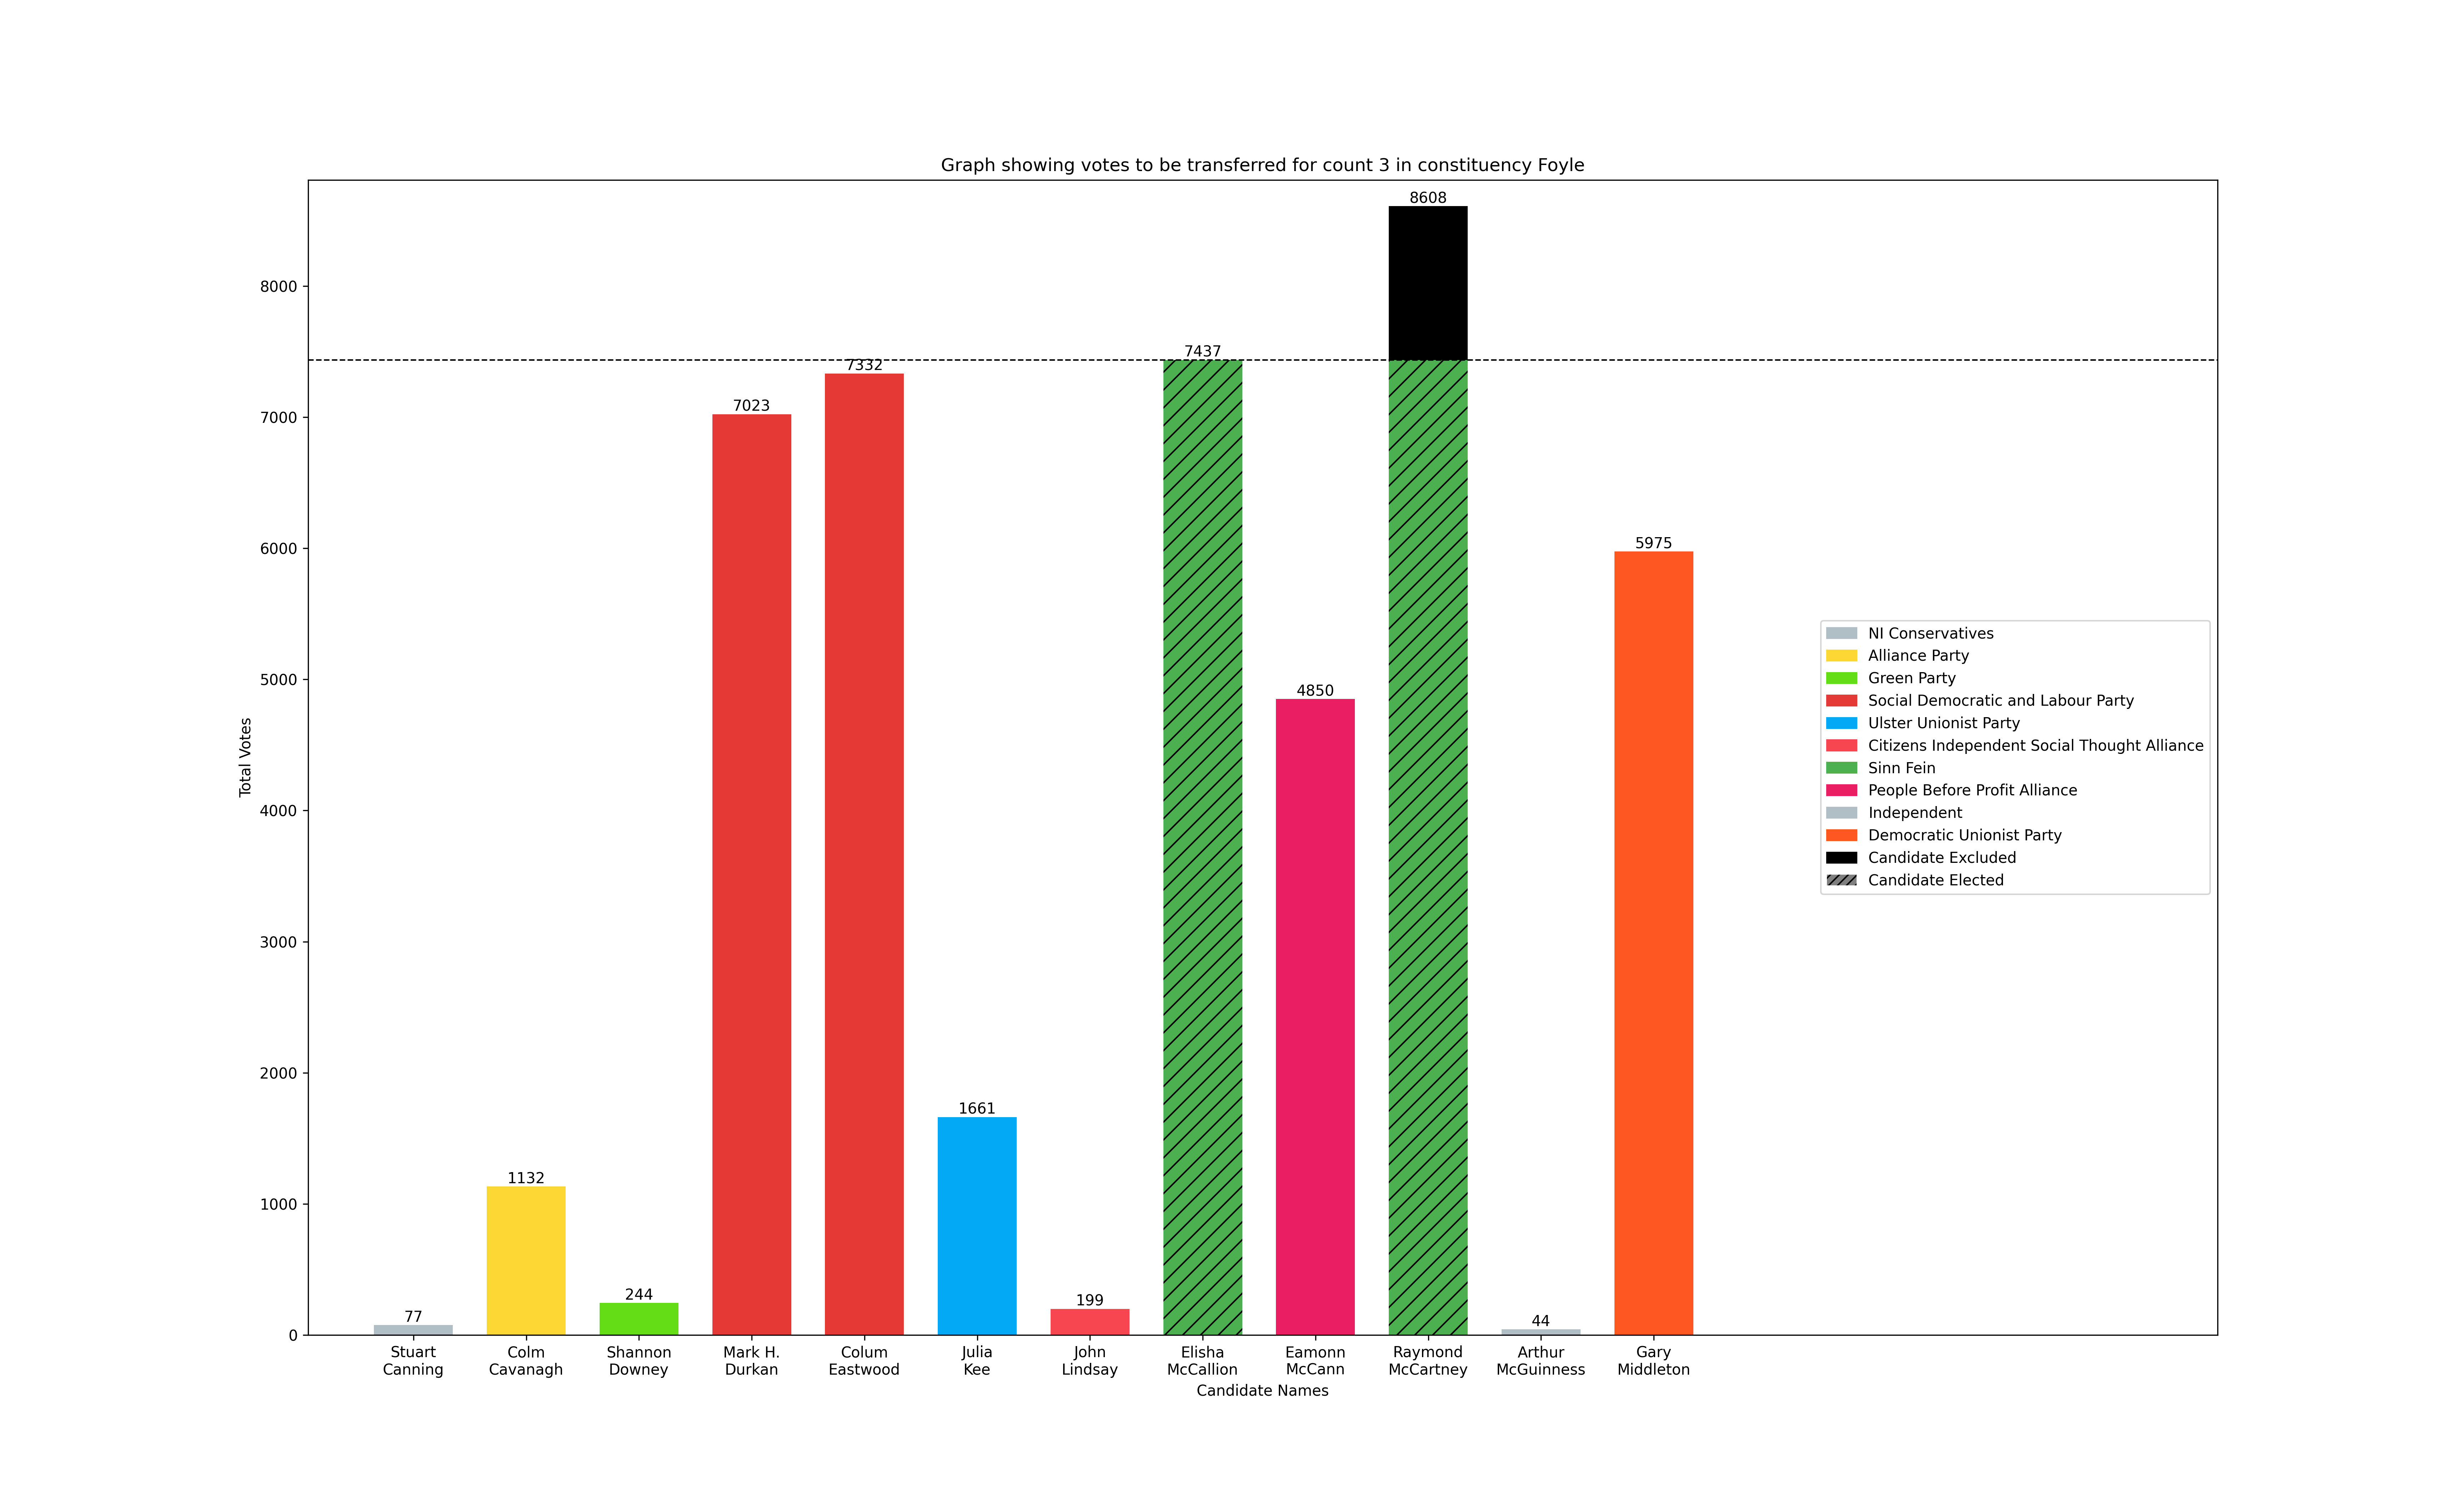 Graph showing votes to be transferred for count 3 in constituency Foyle
8608
8000
7437
7332
7000
7023
6000
5975
5000
4850
4000
3000
2000
1661
1132
1000
244
199
77
44
0
Total Votes
NI Conservatives
Alliance Party
Green Party
Social Democratic and Labour Party
Ulster Unionist Party
Citizens Independent Social Thought Alliance
Sinn Fein
People Before Profit Alliance
Independent
Democratic Unionist Party
Candidate Excluded
Candidate Elected
Stuart
Canning
Colm
Cavanagh
Shannon
Downey
Mark H.
Durkan
Colum
Eastwood
Julia
Kee
John
Lindsay
Elisha
McCallion
Eamonn
McCann
Raymond
McCartney
Arthur
McGuinness
Gary
Middleton
Candidate Names